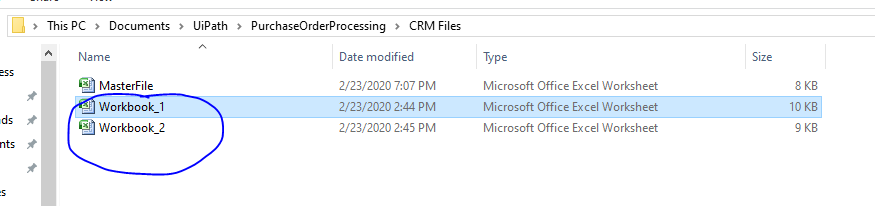 This PC > Documents > UiPath > PurchaseOrderProcessing > CRM Files
Name Date modified Type Size
ess
MasterFile 2/23/2020 7:07 PM Microsoft Office Excel Worksheet 8 KB
Workbook_1 2/23/2020 2:44 PM Microsoft Office Excel Worksheet 10 KB
ads
Workbook_2 2/23/2020 2:45 PM Microsoft Office Excel Worksheet 9 KB
ents
es